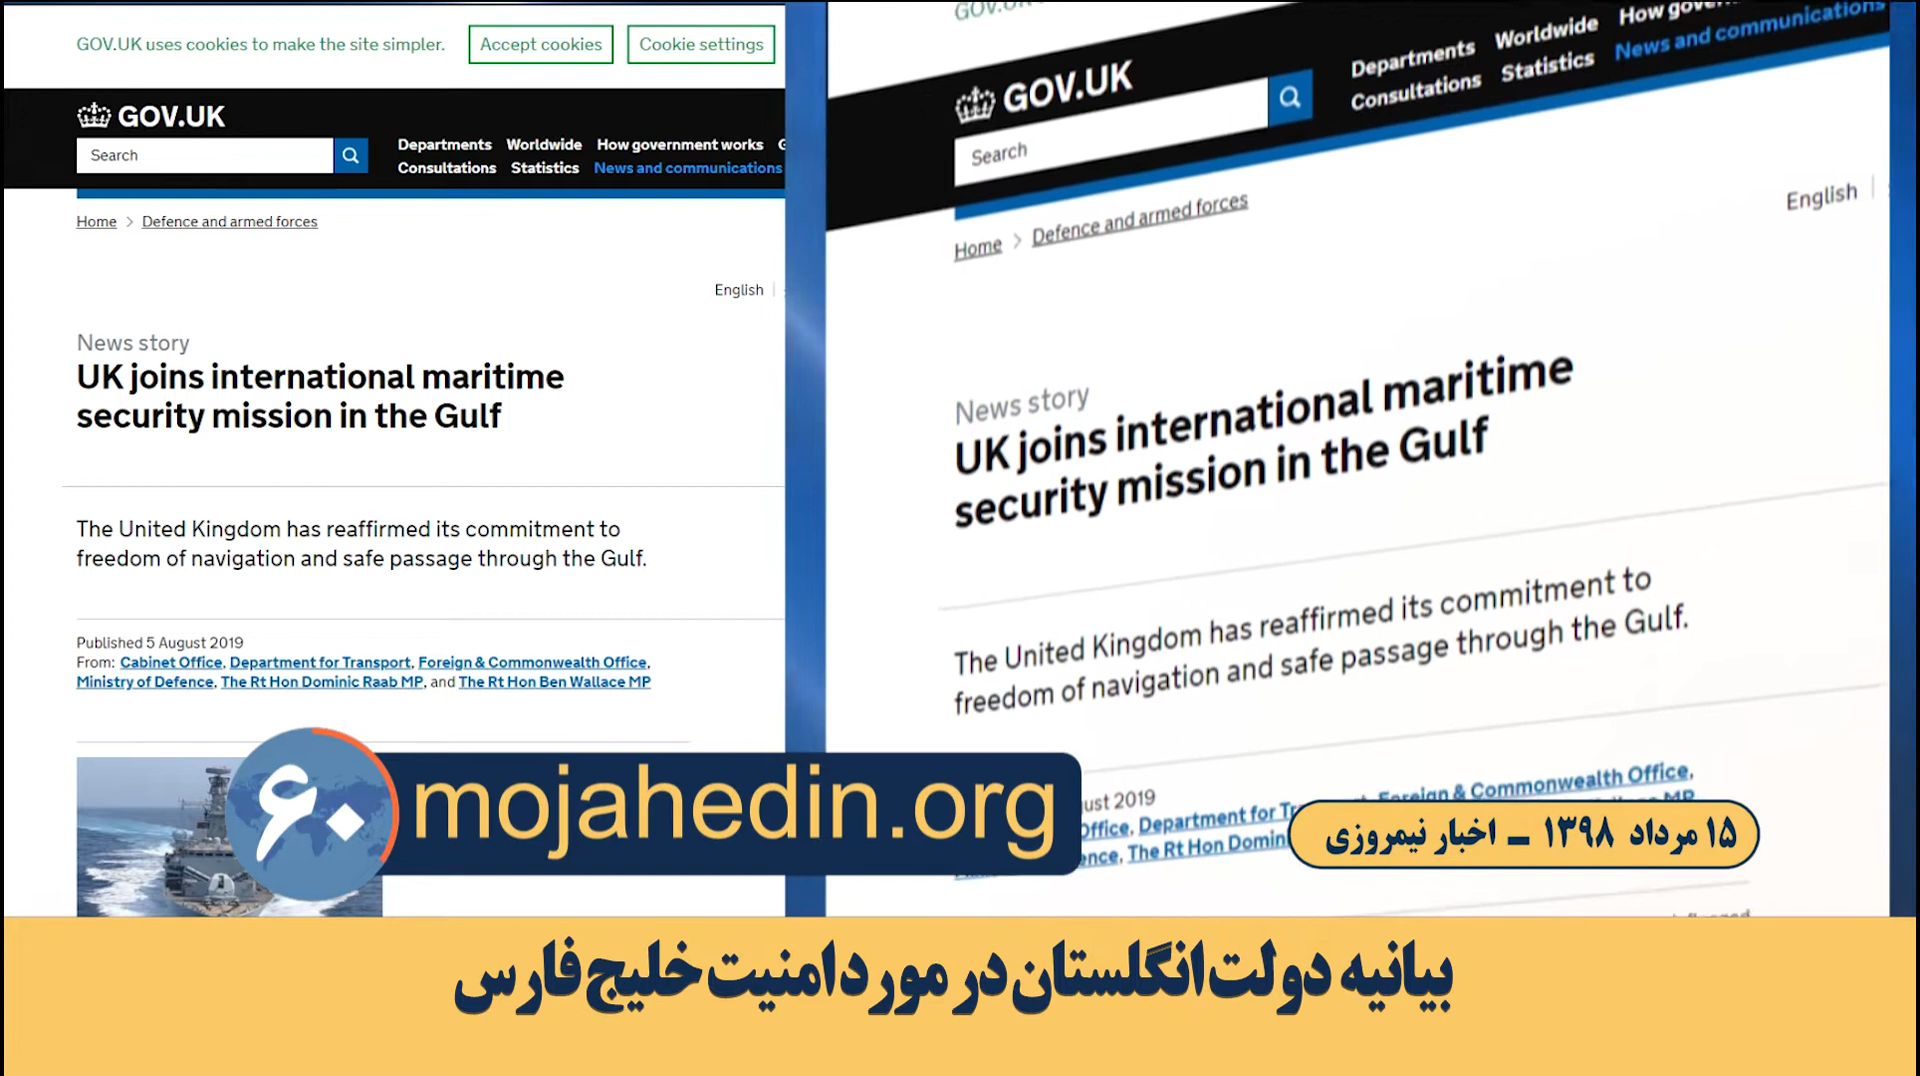 GOV.UK uses cookies to make the site simpler.
Accept cookies
Cookie settings
GOV.UK
Search
Departments Worldwide How government works
Consultations Statistics News and communications
Home > Defence and armed forces
English
News story
UK joins international maritime
security mission in the Gulf
The United Kingdom has reaffirmed its commitment to
freedom of navigation and safe passage through the Gulf.
Published 5 August 2019
From: Cabinet Office, Department for Transport, Foreign & Commonwealth Office,
Ministry of Defence, The Rt Hon Dominic Raab MP, and The Rt Hon Ben Wallace MP
GOV.UK
Search
Departments Worldwide How
Consultations Statistics News and communications
Home > Defence and armed forces
English
News story
UK joins international maritime
security mission in the Gulf
The United Kingdom has reaffirmed its commitment to
freedom of navigation and safe passage through the Gulf.
2019
Department for Foreign & Commonwealth Office,
The Rt Hon MP
۶۰
mojahedin.org
۱۵ مرداد ۱۳۹۸ ـ اخبار نیمروزی
بیانیه دولت انگلستان در مورد امنیت خلیج فارس